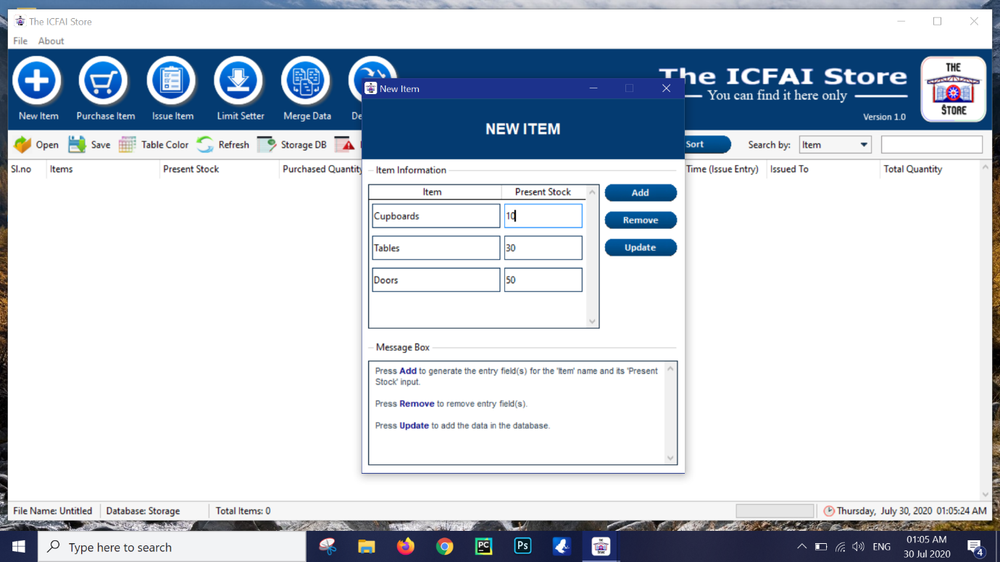 The ICFAI Store
File About
The ICFAI Store
You can find it here only
Version 1.0
THE
STORE
New Item Purchase Item Issue Item Limit Setter Merge Data
Open Save Table Color Refresh Storage DB
Sort Search by: Item
Sl.no Items Present Stock Purchased Quantity Time (Issue Entry) Issued To Total Quantity
New Item
NEW ITEM
Item Information
Item Present Stock
Cupboards 10
Tables 30
Doors 50
Add
Remove
Update
Message Box
Press Add to generate the entry field(s) for the 'Item' name and its 'Present
Stock' input.
Press Remove to remove entry field(s).
Press Update to add the data in the database.
File Name: Untitled Database: Storage Total Items: 0 Thursday, July 30, 2020 01:05:24 AM
Type here to search PC Ps THE STORE ENG 01:05 AM
30 Jul 2020 4